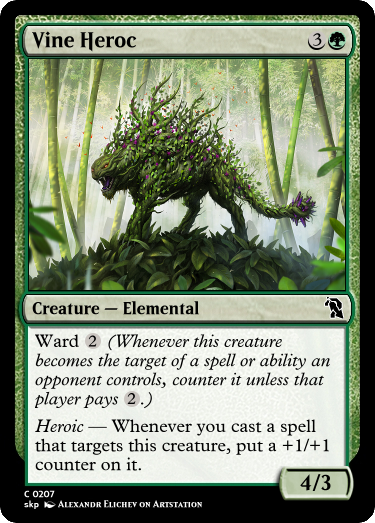 Vine Heroc 3
Creature — Elemental
Ward 2 (Whenever this creature
becomes the target of a spell or ability an
opponent controls, counter it unless that
player pays 2.)
Heroic — Whenever you cast a spell
that targets this creature, put a +1/+1
counter on it.
4/3
C 0207
skp Alexandr Elichev on Artstation